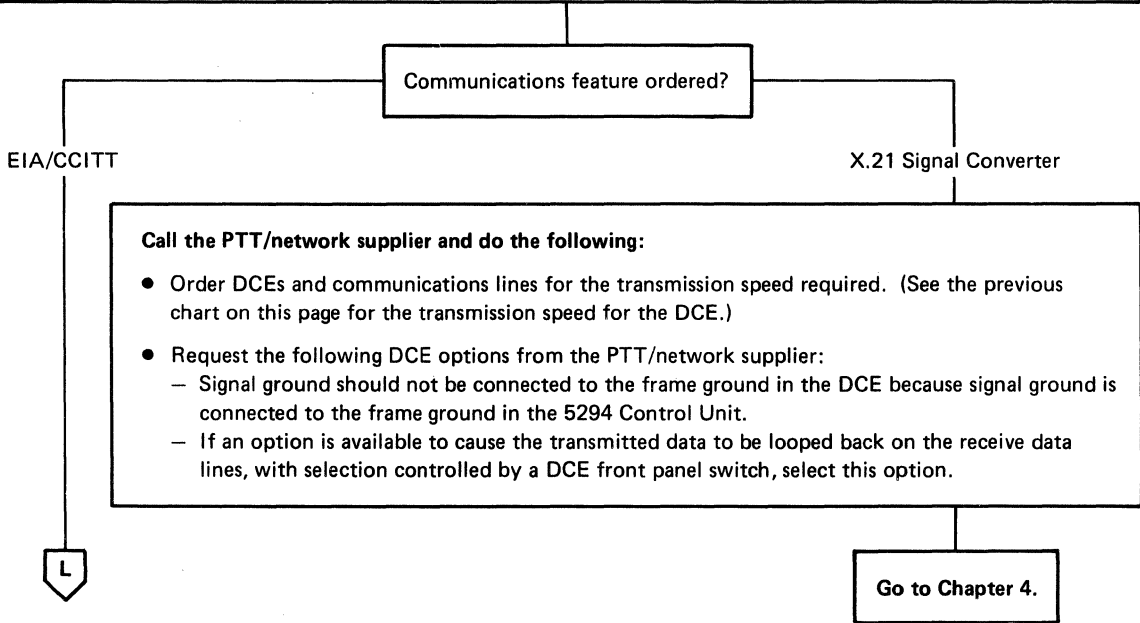 Communications feature ordered?
EIA/CCITT
X.21 Signal Converter
Call the PTT/network supplier and do the following:
● Order DCEs and communications lines for the transmission speed required. (See the previous
chart on this page for the transmission speed for the DCE.)
● Request the following DCE options from the PTT/network supplier:
— Signal ground should not be connected to the frame ground in the DCE because signal ground is
connected to the frame ground in the 5294 Control Unit.
— If an option is available to cause the transmitted data to be looped back on the receive data
lines, with selection controlled by a DCE front panel switch, select this option.
L
Go to Chapter 4.